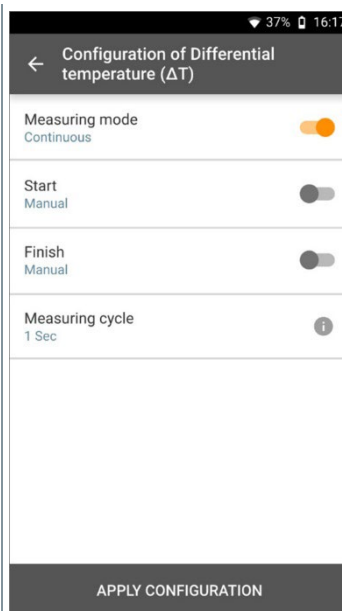 37% 16:17
Configuration of Differential
temperature (ΔT)
Measuring mode
Continuous
Start
Manual
Finish
Manual
Measuring cycle
1 Sec
APPLY CONFIGURATION